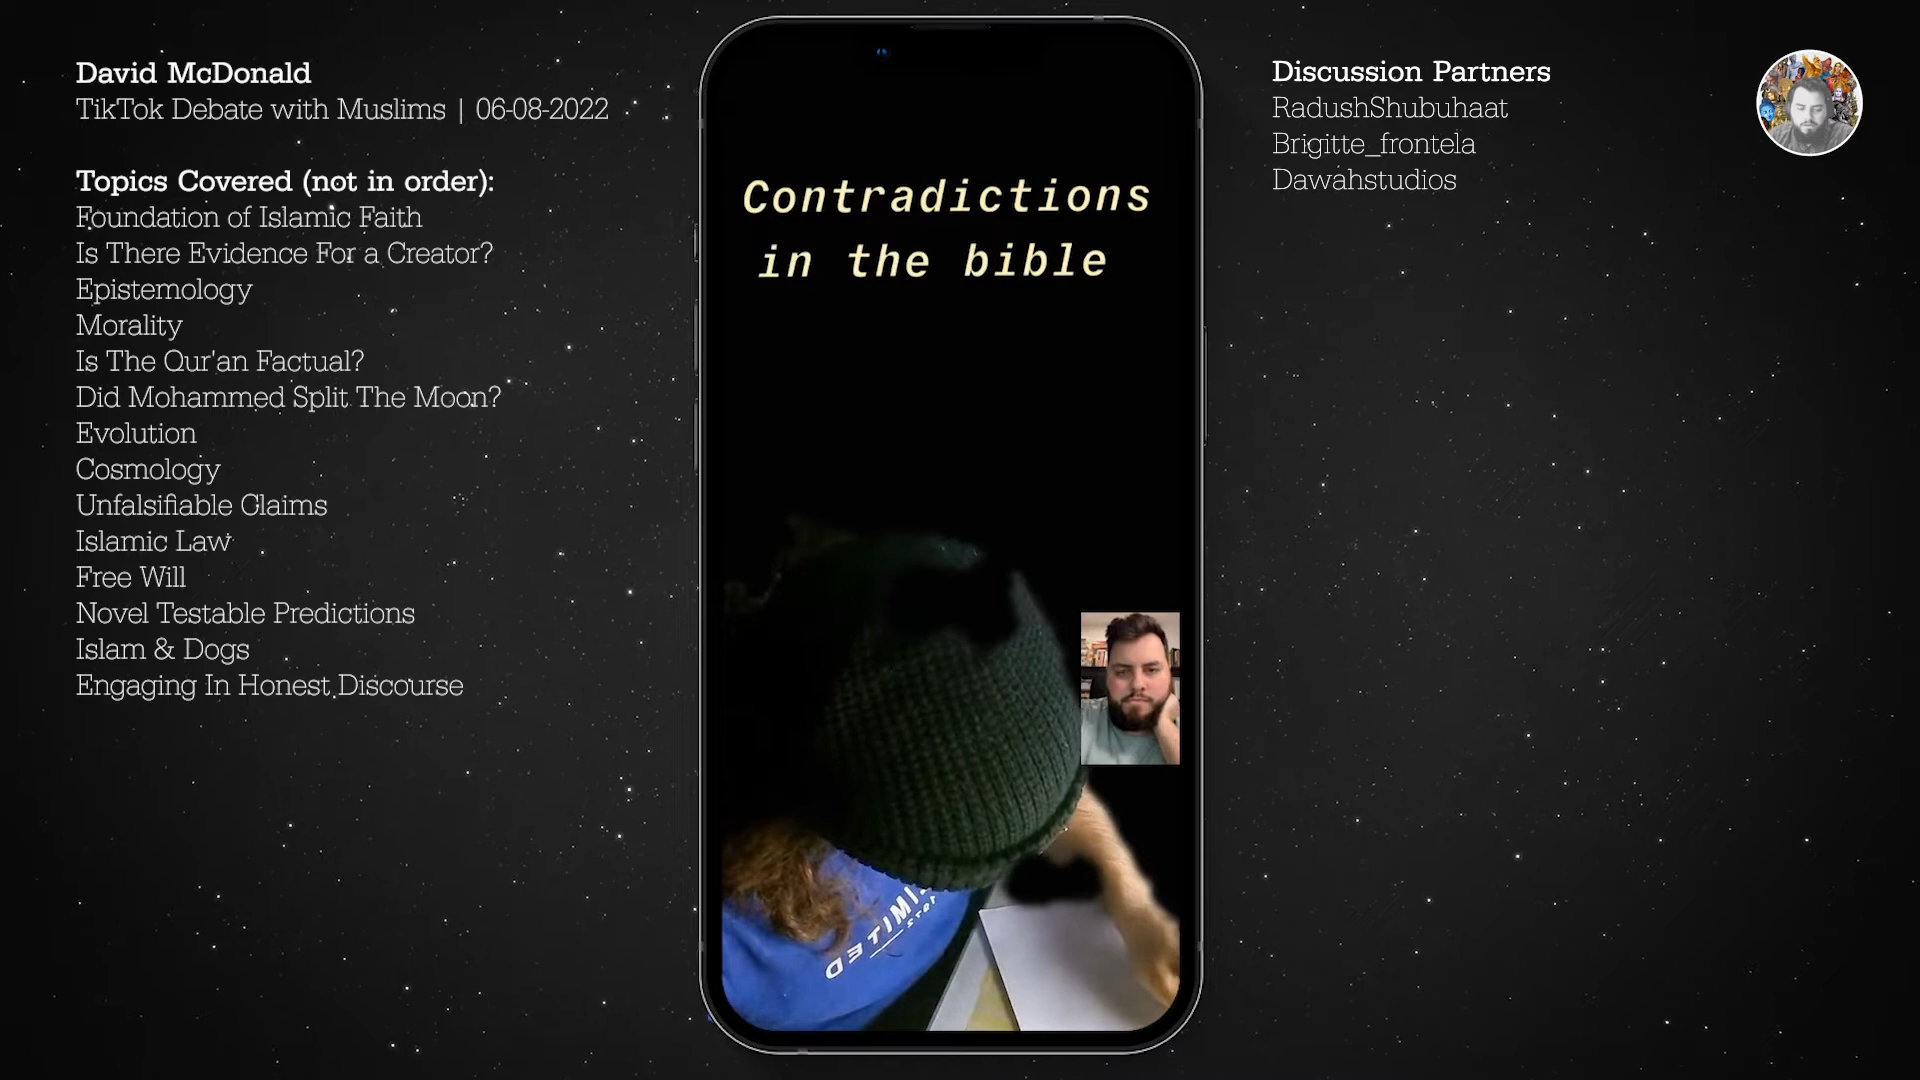 David McDonald
TikTok Debate with Muslims | 06-08-2022
Topics Covered (not in order):
Foundation of Islamic Faith
Is There Evidence For a Creator?
Epistemology
Morality
Is The Qur'an Factual?
Did Mohammed Split The Moon?
Evolution
Cosmology
Unfalsifiable Claims
Islamic Law
Free Will
Novel Testable Predictions
Islam & Dogs
Engaging In Honest Discourse
Contradictions
in the bible
Discussion Partners
RadushShubuhaat
Brigitte_frontela
Dawahstudios